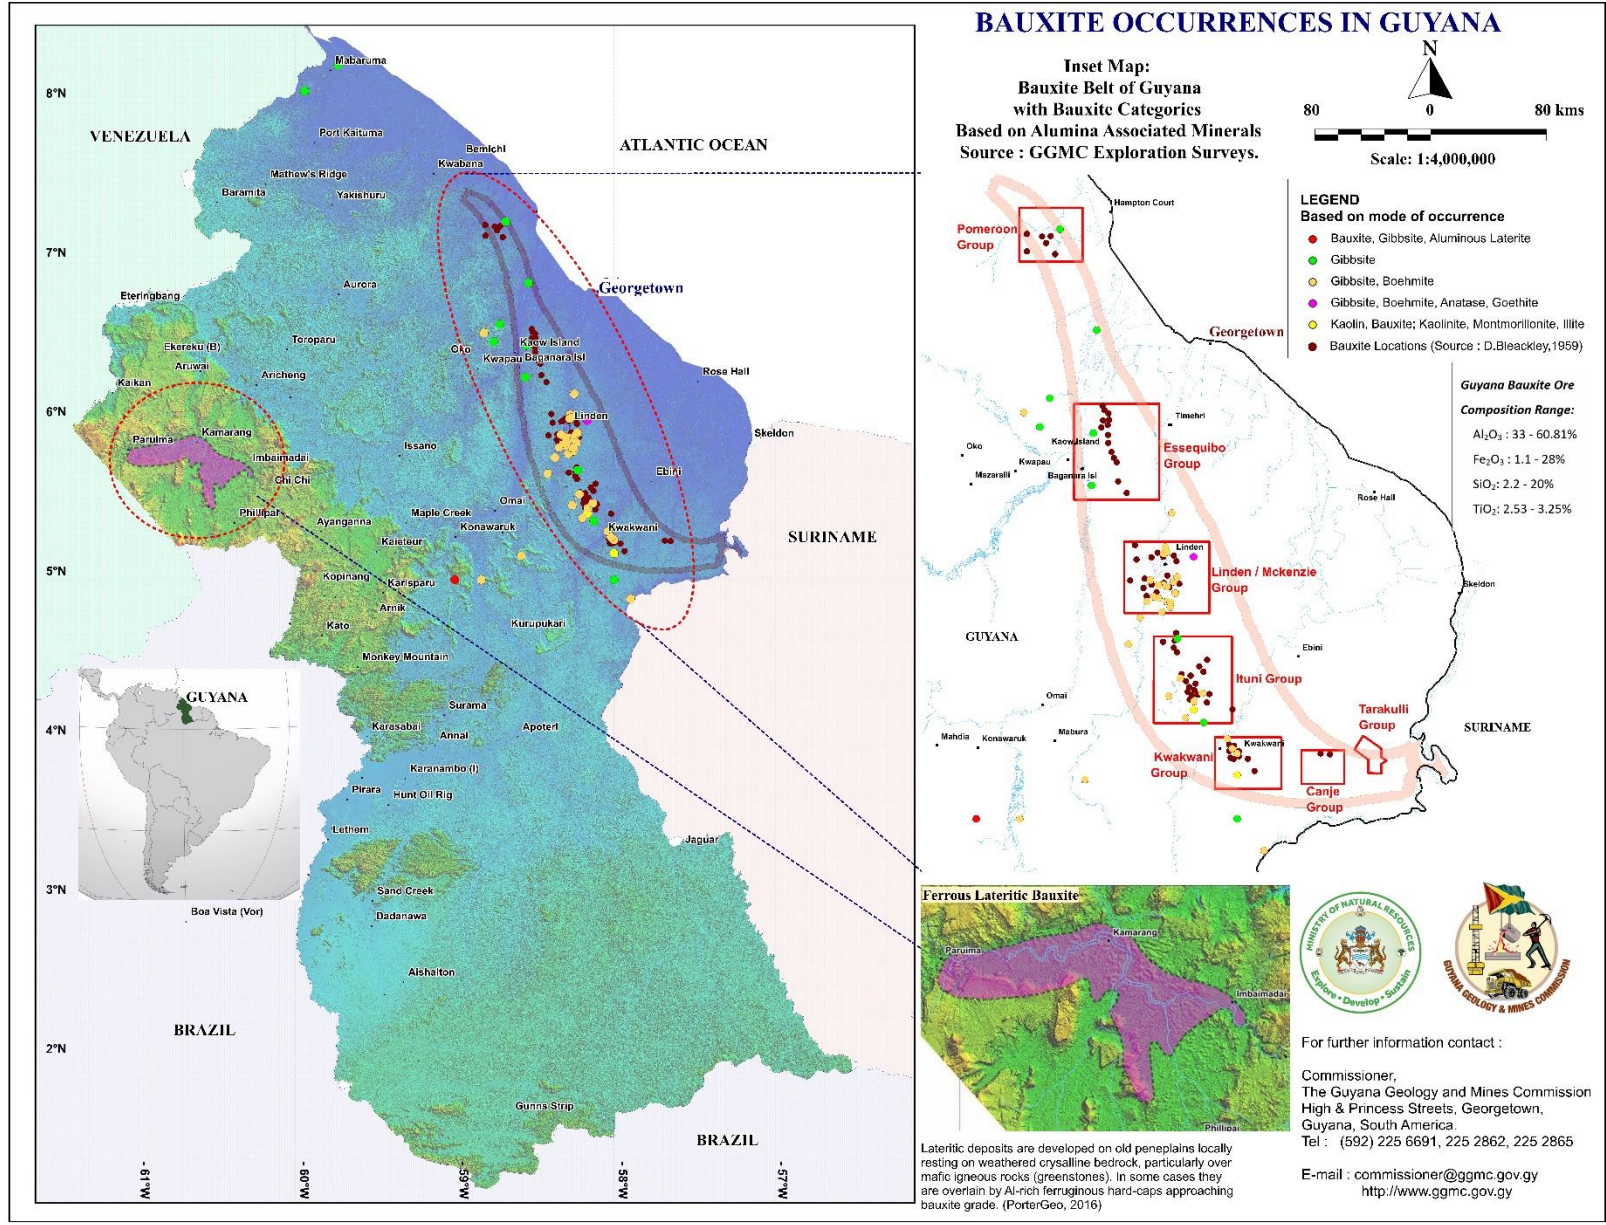 BAUXITE OCCURRENCES IN GUYANA
Inset Map:
Bauxite Belt of Guyana
with Bauxite Categories
Based on Alumina Associated Minerals
Source : GGMC Exploration Surveys.
N
80 0 80 kms
Scale: 1:4,000,000
LEGEND
Based on mode of occurrence
Bauxite, Gibbsite, Aluminous Laterite
Gibbsite
Gibbsite, Boehmite
Gibbsite, Boehmite, Anatase, Goethite
Kaolin, Bauxite; Kaolinite, Montmorillonite, Illite
Bauxite Locations (Source : D.Bleackley,1959)
Guyana Bauxite Ore
Composition Range:
Al₂O₃ : 33 - 60.81%
Fe₂O₃ : 1.1 - 28%
SiO₂: 2.2 - 20%
TiO₂: 2.53 - 3.25%
8°N
7°N
6°N
5°N
4°N
3°N
2°N
61°W
60°W
59°W
58°W
57°W
VENEZUELA
ATLANTIC OCEAN
SURINAME
BRAZIL
BRAZIL
GUYANA
Mabaruma
Port Kaituma
Bemichi
Kwabana
Mathew's Ridge
Baramita
Yakishuru
Aurora
Georgetown
Eteringbang
Toroparu
Ekereku (B)
Aruwai
Aricheng
Kaikan
Oko
Kaow Island
Kwapau
Baganara Isl
Rose Hall
Linden
Skeldon
Paruima
Kamarang
Imbaimadai
Chi Chi
Issano
Ebini
Omai
Phillipai
Ayanganna
Maple Creek
Konawaruk
Kwakwani
Kaieteur
Kopinang
Karisparu
Arnik
Kato
Kurupukari
Monkey Mountain
Surama
Karasabai
Annai
Apoteri
Karanambo (I)
Pirara
Hunt Oil Rig
Lethem
Jaguar
Sand Creek
Dadanawa
Boa Vista (Vor)
Aishalton
Gunns Strip
Hampton Court
Pomeroon
Group
Georgetown
Timehri
Kaow Island
Essequibo
Group
Oko
Kwapau
Mazaralli
Baganara Isl
Rose Hall
Linden
Linden / Mckenzie
Group
Skeldon
GUYANA
Ebini
Ituni Group
Omai
Tarakulli
Group
SURINAME
Mahdia
Konawaruk
Mabura
Kwakwani
Group
Kwakwani
Canje
Group
Ferrous Lateritic Bauxite
Kamarang
Paruima
Imbaimadai
Phillipai
Lateritic deposits are developed on old peneplains locally
resting on weathered crysalline bedrock, particularly over
mafic igneous rocks (greenstones). In some cases they
are overlain by Al-rich ferruginous hard-caps approaching
bauxite grade. (PorterGeo, 2016)
MINISTRY OF NATURAL RESOURCES
Explore • Develop • Sustain
GUYANA GEOLOGY & MINES COMMISSION
For further information contact :
Commissioner,
The Guyana Geology and Mines Commission
High & Princess Streets, Georgetown,
Guyana, South America.
Tel : (592) 225 6691, 225 2862, 225 2865
E-mail : commissioner@ggmc.gov.gy
http://www.ggmc.gov.gy